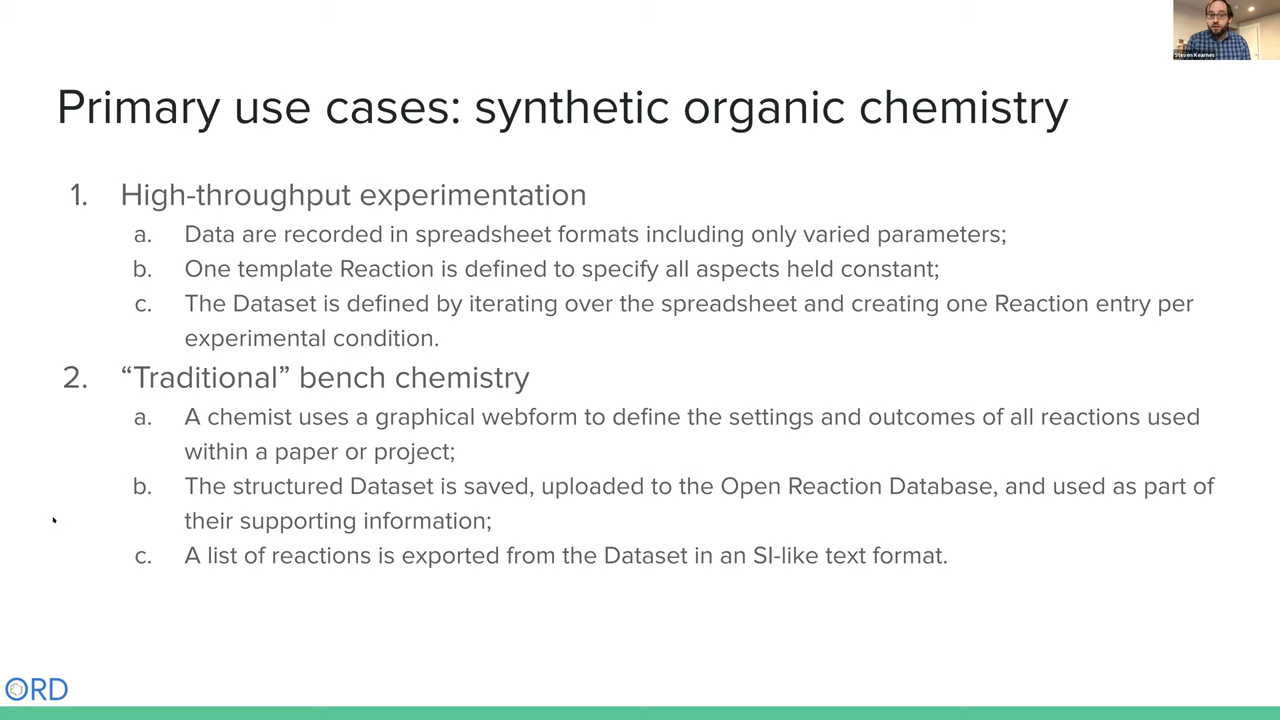 Steven Kearnes
Primary use cases: synthetic organic chemistry
1. High-throughput experimentation
a. Data are recorded in spreadsheet formats including only varied parameters;
b. One template Reaction is defined to specify all aspects held constant;
c. The Dataset is defined by iterating over the spreadsheet and creating one Reaction entry per
experimental condition.
2. “Traditional” bench chemistry
a. A chemist uses a graphical webform to define the settings and outcomes of all reactions used
within a paper or project;
b. The structured Dataset is saved, uploaded to the Open Reaction Database, and used as part of
their supporting information;
c. A list of reactions is exported from the Dataset in an SI-like text format.
ORD